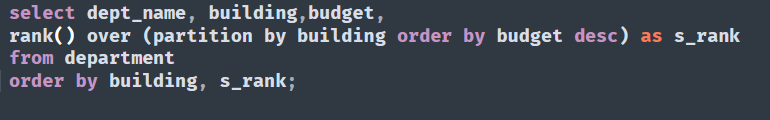 select dept_name, building,budget,
rank() over (partition by building order by budget desc) as s_rank
from department
order by building, s_rank;